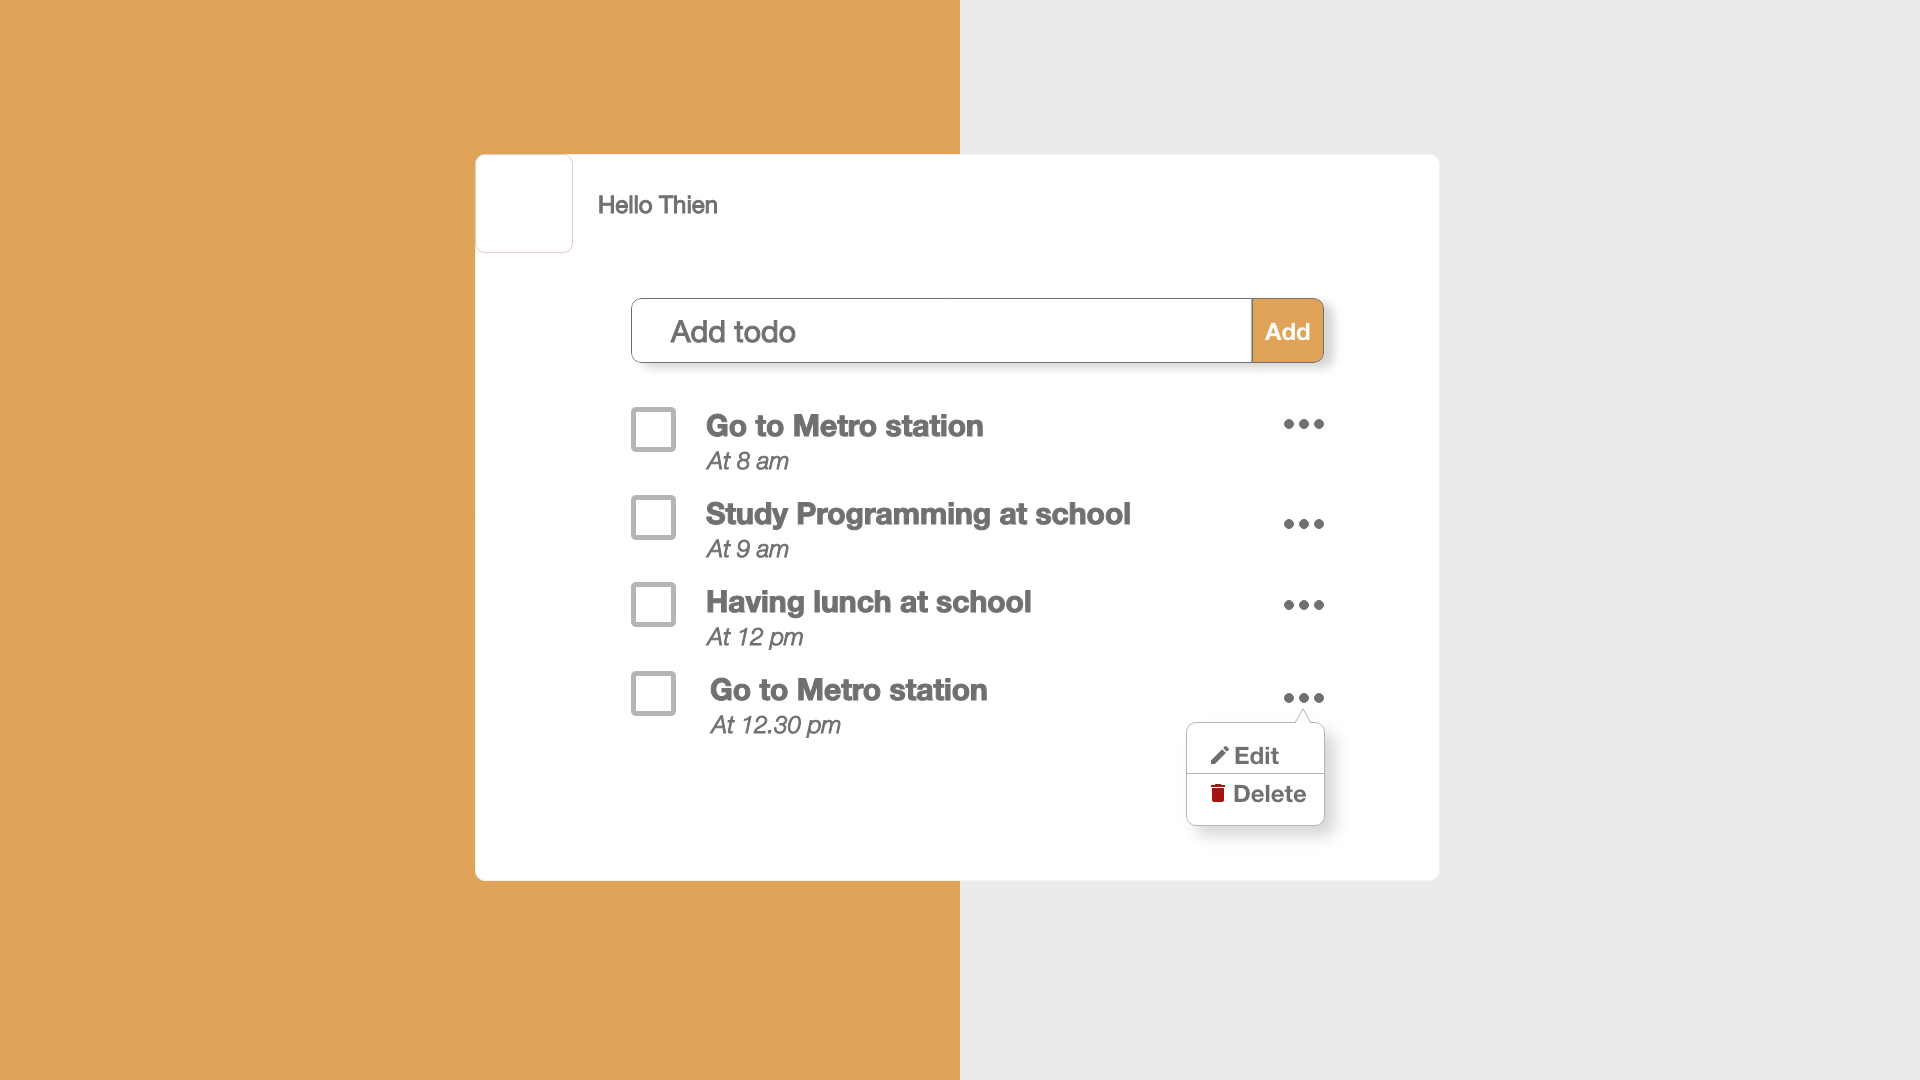 Hello Thien
Add todo
Add
Go to Metro station
At 8 am
Study Programming at school
At 9 am
Having lunch at school
At 12 pm
Go to Metro station
At 12.30 pm
Edit
Delete